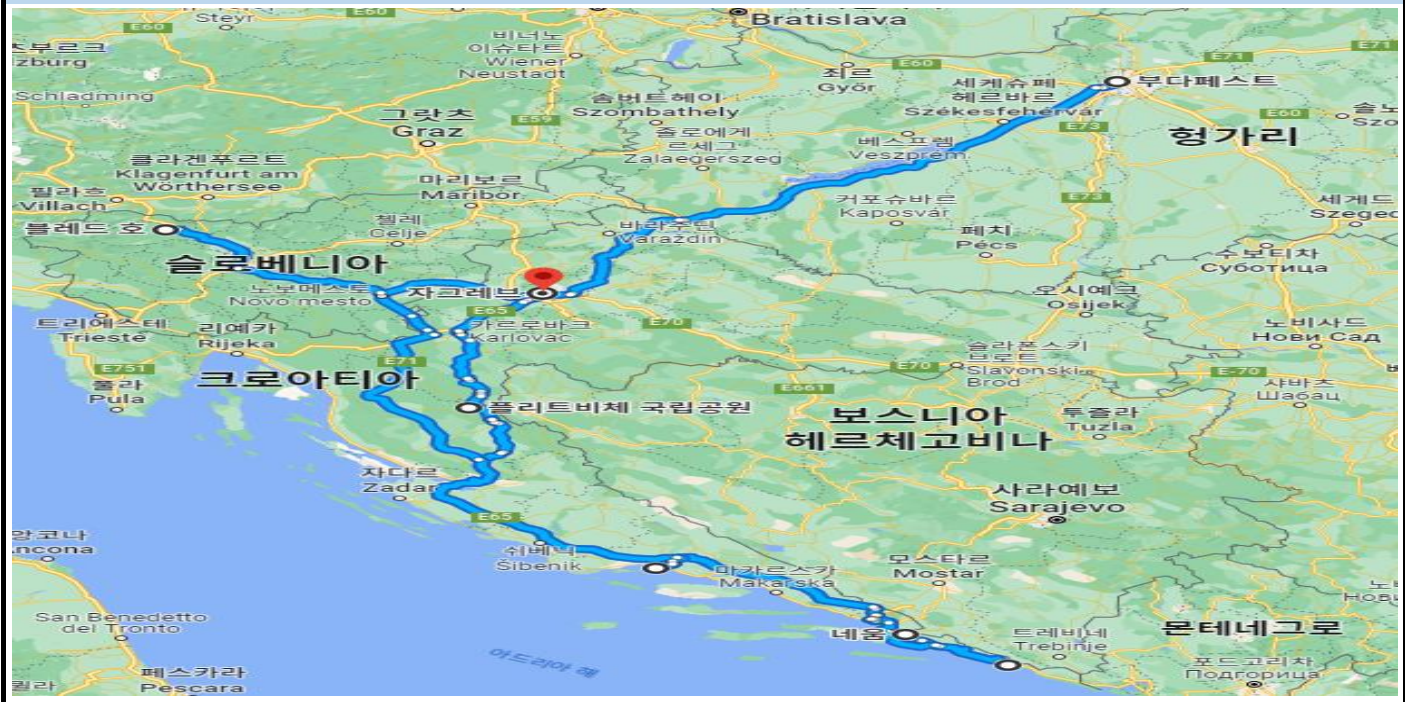 Steyr
E60
E60
Bratislava
E71
E71
비너노
이슈타트
Wiener
Neustadt
zburg
Schladming
죄르
Győr
E60
세케슈페
헤르바르
Székesfehérvár
부다페스트
E60
솜버트헤이
Szombathely
그랏츠
Graz
E59
E73
헝가리
졸로에게
르세그
Zalaegerszeg
베스프렘
Veszprém
클라겐푸르트
Klagenfurt am
Wörthersee
필라흐
Villach
마리보르
Maribor
커포슈바르
Kaposvár
E73
세게드
Szeged
블레드 호
첼레
Celje
바라주딘
Varaždin
페치
Pécs
슬로베니아
수보티차
Суботица
노보메스토
Novo mesto
자그레브
오시예크
Osijek
트리에스테
Trieste
리예카
Rijeka
E65
카르로바크
Karlovac
E70
노비사드
Нови Сад
E751
풀라
Pula
E71
크로아티아
E661
E70
슬라폰스키
브로트
Slavonski
Brod
E-70
샤바츠
Шабац
플리트비체 국립공원
보스니아
헤르체고비나
투즐라
Tuzla
자다르
Zadar
사라예보
Sarajevo
E65
앙코나
ncona
쉬베닉
Šibenik
마카르스카
Makarska
모스타르
Mostar
San Benedetto
del Tronto
네움
트레비네
Trebinje
몬테네그로
아드리아 해
페스카라
Pescara
포드고리차
Подгорица
퀼라